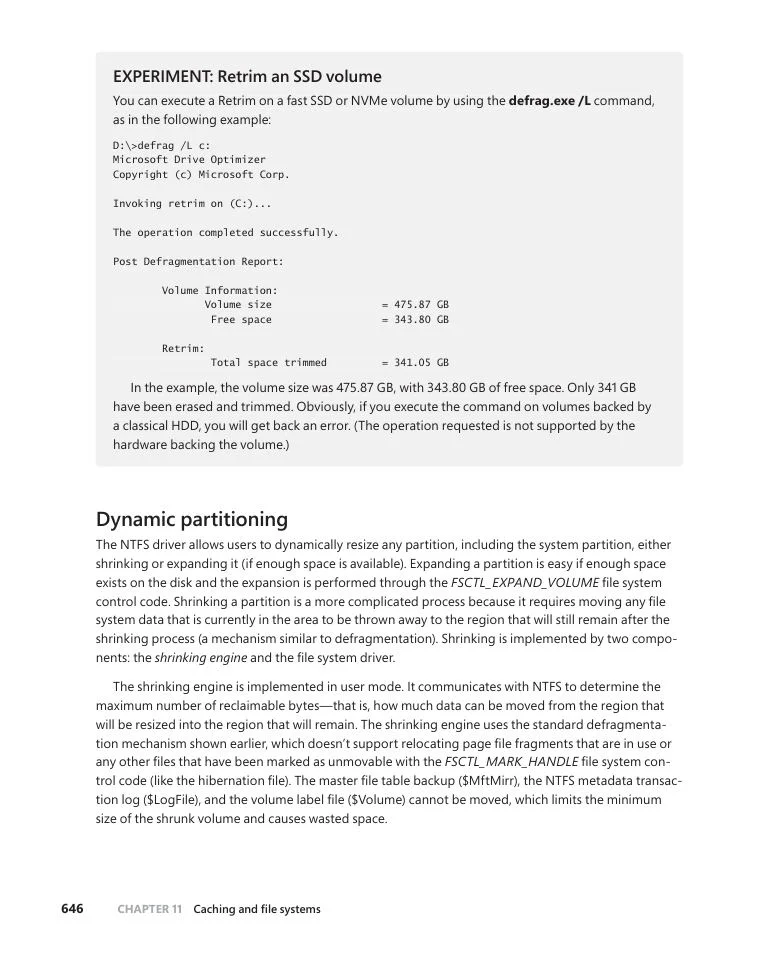 EXPERIMENT: Retrim an SSD volume
You can execute a Retrim on a fast SSD or NVMe volume by using the defrag.exe /L command,
as in the following example:
D:\>defrag /L c:
Microsoft Drive Optimizer
Copyright (c) Microsoft Corp.
Invoking retrim on (C:)...
The operation completed successfully.
Post Defragmentation Report:
Volume Information:
Volume size = 475.87 GB
Free space = 343.80 GB
Retrim:
Total space trimmed = 341.05 GB
In the example, the volume size was 475.87 GB, with 343.80 GB of free space. Only 341 GB
have been erased and trimmed. Obviously, if you execute the command on volumes backed by
a classical HDD, you will get back an error. (The operation requested is not supported by the
hardware backing the volume.)
Dynamic partitioning
The NTFS driver allows users to dynamically resize any partition, including the system partition, either
shrinking or expanding it (if enough space is available). Expanding a partition is easy if enough space
exists on the disk and the expansion is performed through the FSCTL_EXPAND_VOLUME file system
control code. Shrinking a partition is a more complicated process because it requires moving any file
system data that is currently in the area to be thrown away to the region that will still remain after the
shrinking process (a mechanism similar to defragmentation). Shrinking is implemented by two compo-
nents: the shrinking engine and the file system driver.
The shrinking engine is implemented in user mode. It communicates with NTFS to determine the
maximum number of reclaimable bytes—that is, how much data can be moved from the region that
will be resized into the region that will remain. The shrinking engine uses the standard defragmenta-
tion mechanism shown earlier, which doesn't support relocating page file fragments that are in use or
any other files that have been marked as unmovable with the FSCTL_MARK_HANDLE file system con-
trol code (like the hibernation file). The master file table backup ($MftMirr), the NTFS metadata transac-
tion log ($LogFile), and the volume label file ($Volume) cannot be moved, which limits the minimum
size of the shrunk volume and causes wasted space.
646 CHAPTER 11 Caching and file systems